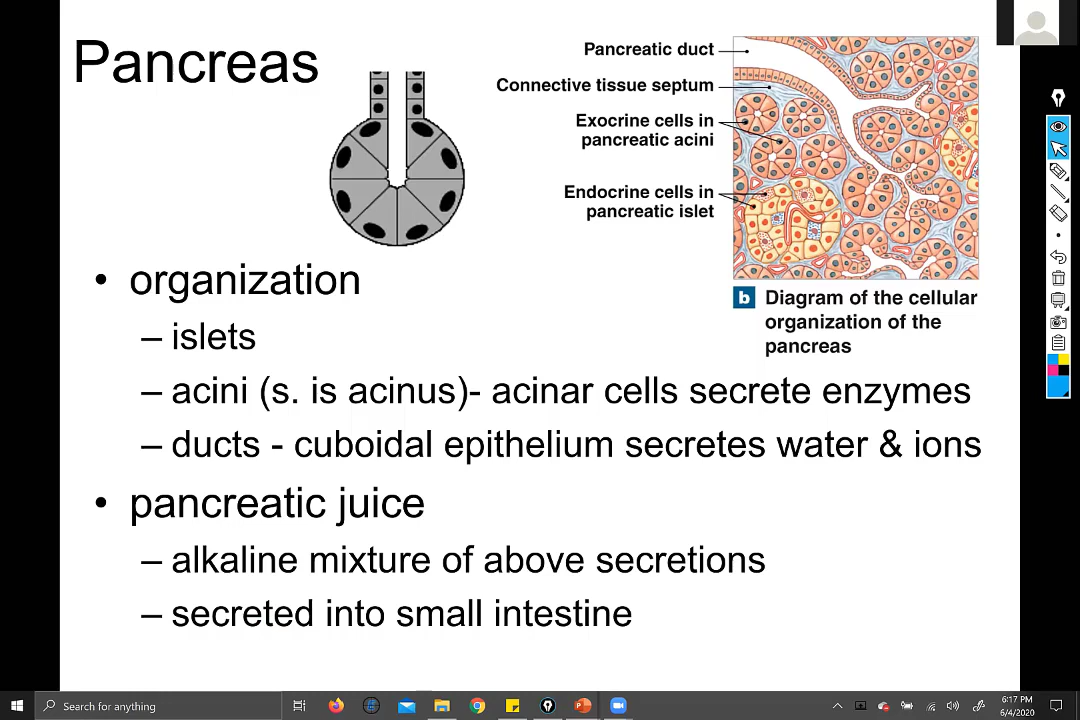 Pancreas
Pancreatic duct
Connective tissue septum
Exocrine cells in
pancreatic acini
Endocrine cells in
pancreatic islet
b Diagram of the cellular
organization of the
pancreas
• organization
– islets
– acini (s. is acinus)- acinar cells secrete enzymes
– ducts - cuboidal epithelium secretes water & ions
• pancreatic juice
– alkaline mixture of above secretions
– secreted into small intestine
Search for anything
6:17 PM
6/4/2020